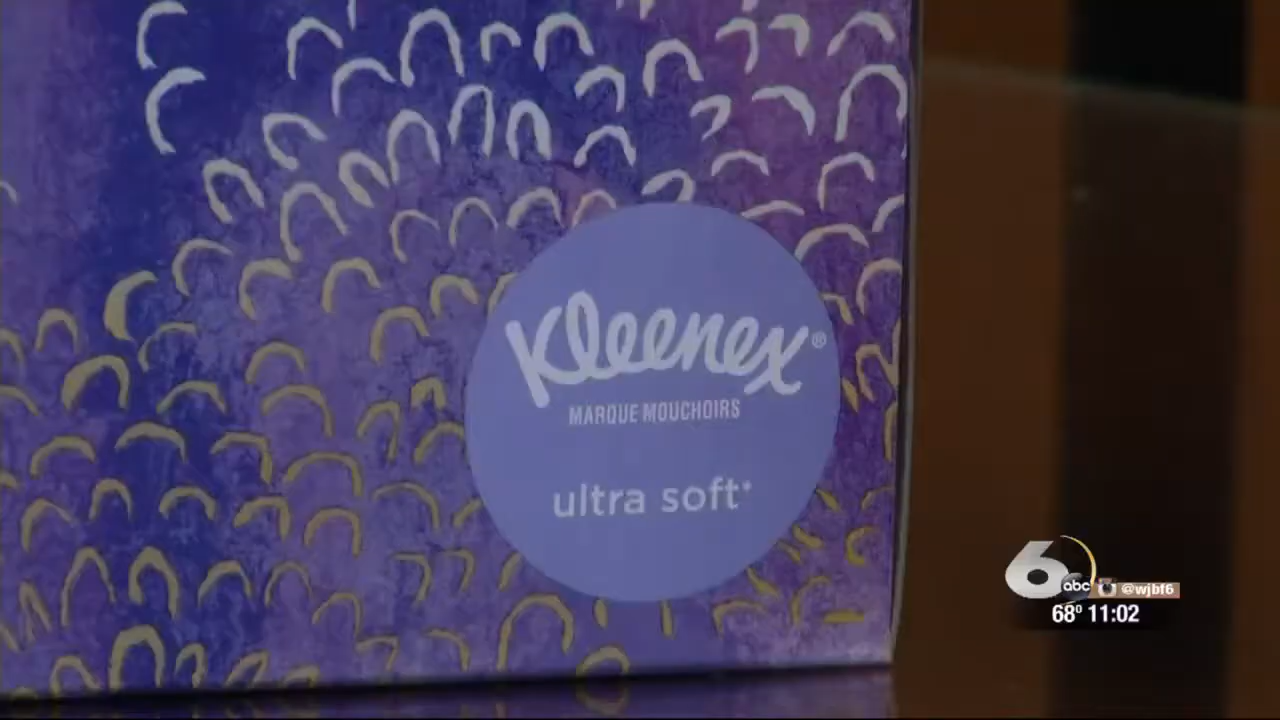 Kleenex®
MARQUE MOUCHOIRS
ultra soft*
6
abc @wjbf6
68° 11:02